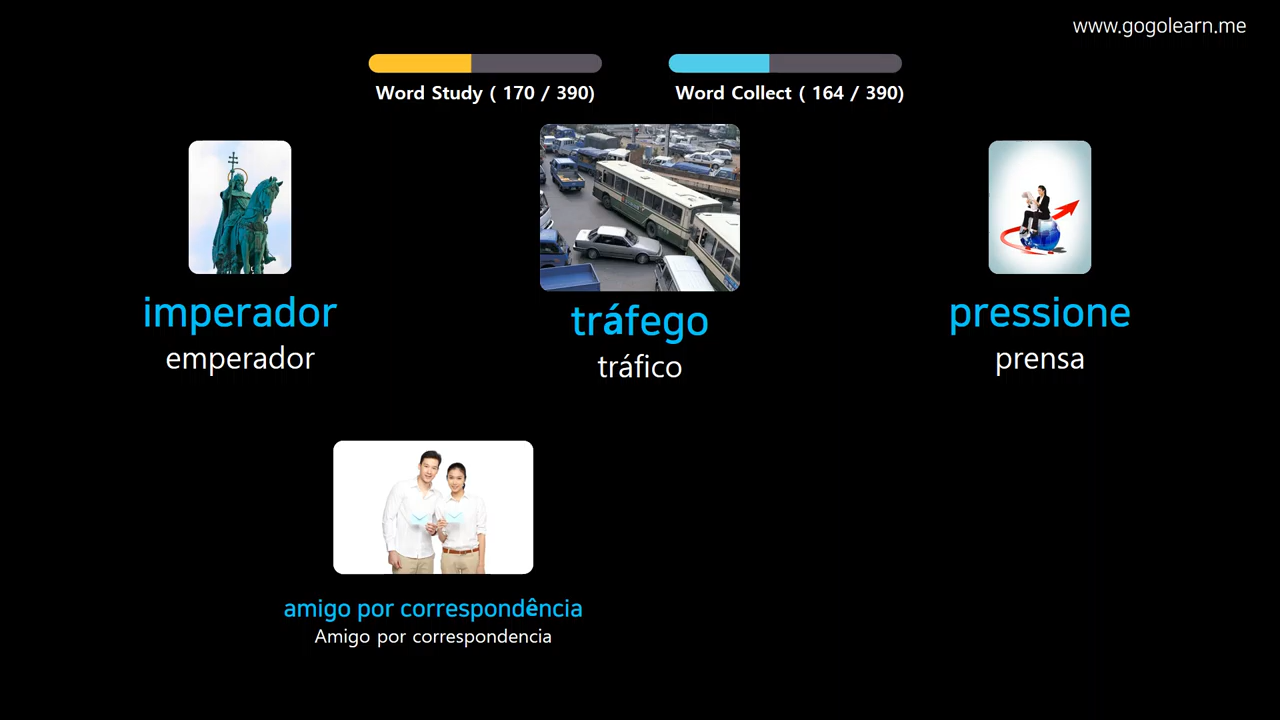 www.gogolearn.me
Word Study ( 170 / 390)
Word Collect ( 164 / 390)
imperador
emperador
tráfego
tráfico
pressione
prensa
amigo por correspondência
Amigo por correspondencia